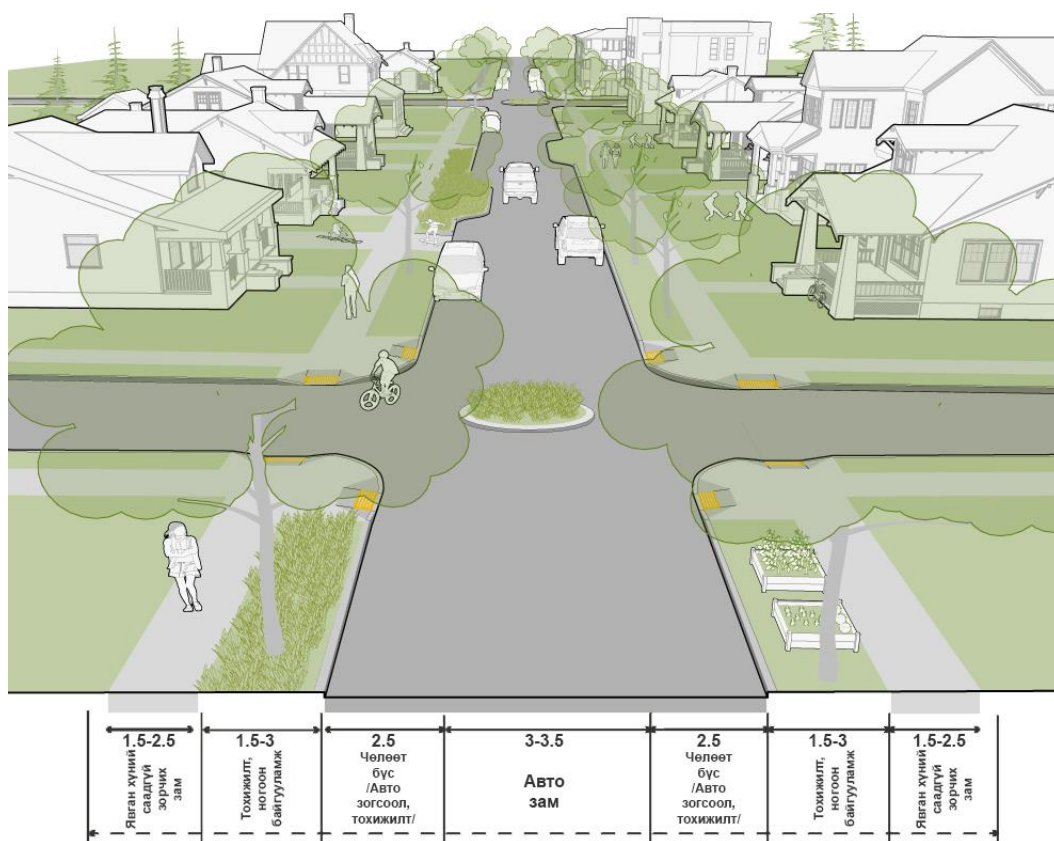 1.5-2.5
Явган хүний
саадгүй
зорчих
зам
1.5-3
Тохижилт,
ногоон
байгууламж
2.5
Чөлөөт
бүс
/Авто
зогсоол,
тохижилт/
3-3.5
Авто
зам
2.5
Чөлөөт
бүс
/Авто
зогсоол,
тохижилт/
1.5-3
Тохижилт,
ногоон
байгууламж
1.5-2.5
Явган хүний
саадгүй
зорчих
зам